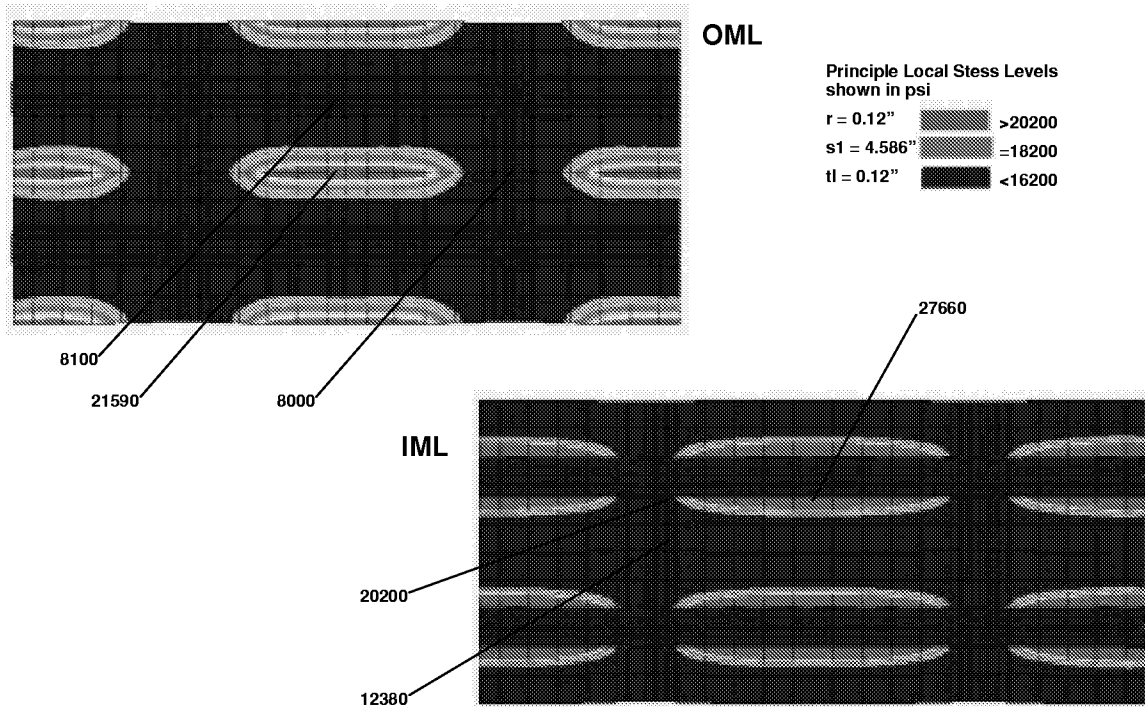 OML
Principle Local Stess Levels
shown in psi
r = 0.12" >20200
s1 = 4.586" =18200
tl = 0.12" <16200
8100
21590
8000
27660
IML
20200
12380